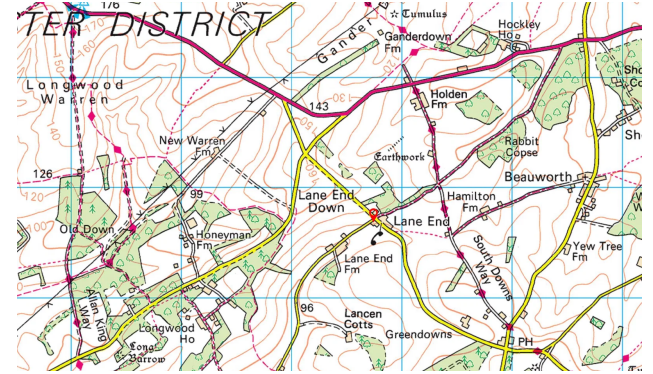 176
TER DISTRICT
Tumulus
Gander
Ganderdown
Fm
Hockley
Ho
Longwood
Warren
Holden
Fm
143
New Warren
Fm
Earthwork
Rabbit
Copse
126
99
Beauworth
Lane End
Down
Hamilton
Fm
Lane End
Old Down
Honeyman
Fm
Lane End
Fm
South Downs
Way
Yew Tree
Fm
Allan King
Way
96
Longwood
Ho
Long
Barrow
Lancen
Cotts
Greendowns
PH